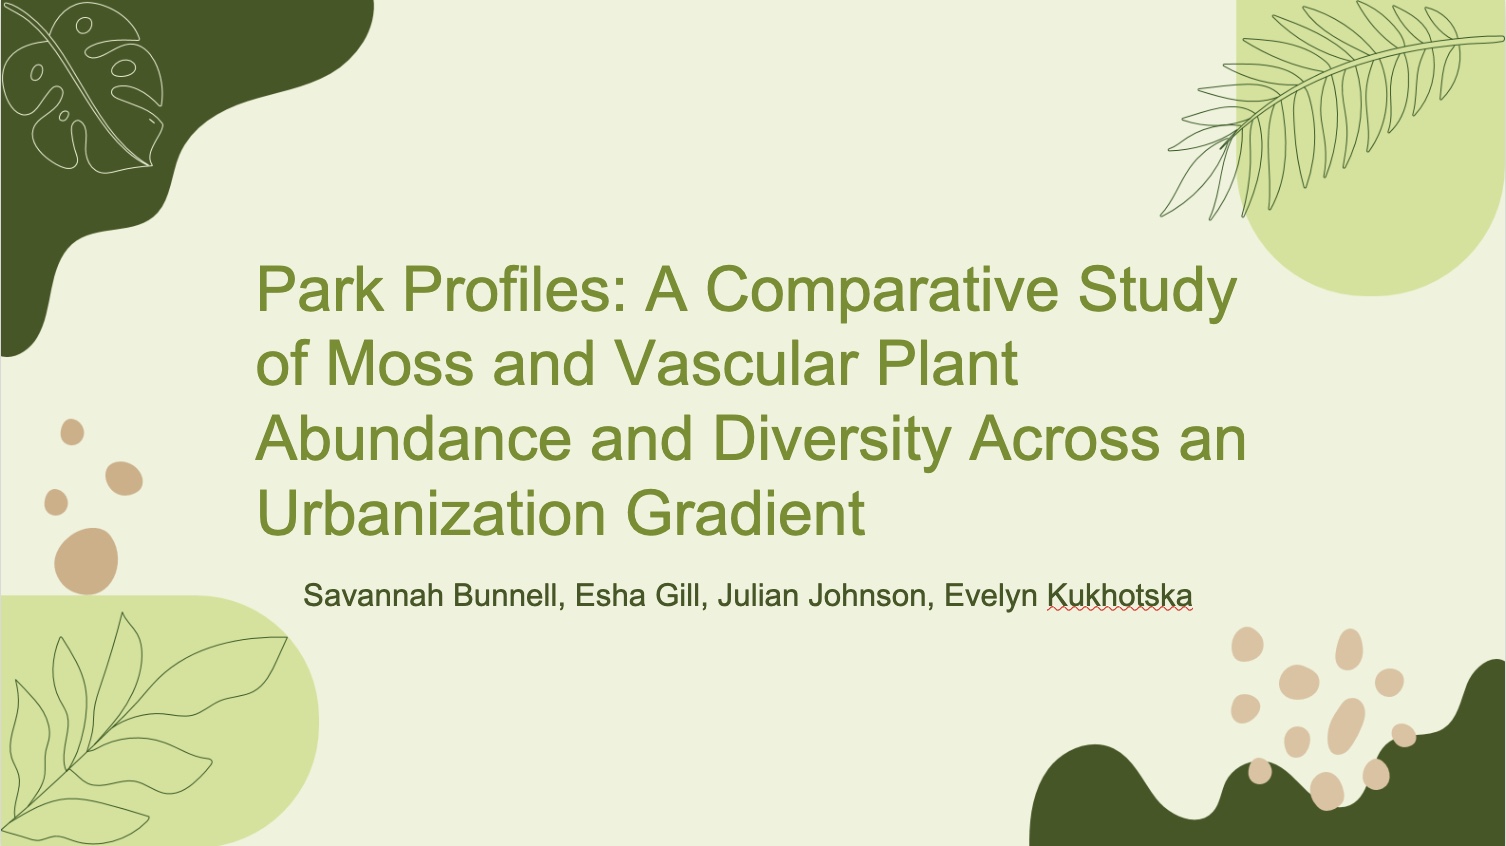 Park Profiles: A Comparative Study
of Moss and Vascular Plant
Abundance and Diversity Across an
Urbanization Gradient
Savannah Bunnell, Esha Gill, Julian Johnson, Evelyn Kukhotska